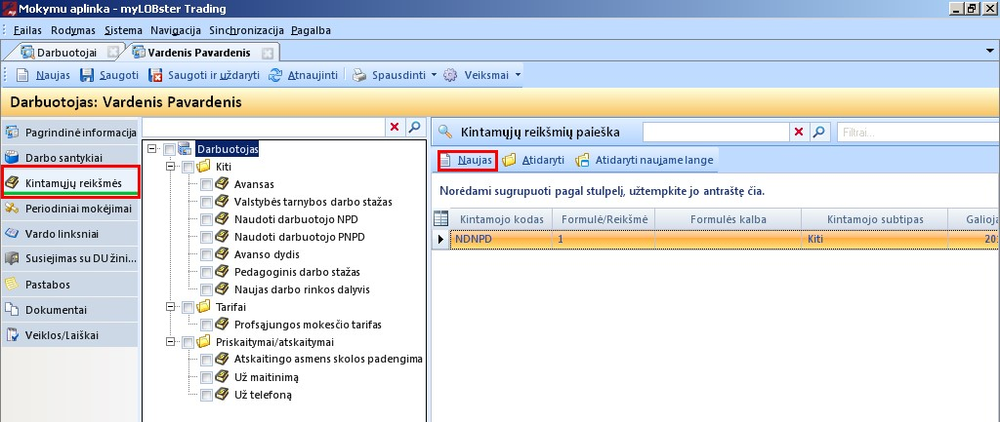 Mokymu aplinka - myLOBster Trading
Failas Rodymas Sistema Navigacija Sinchronizacija Pagalba
Darbuotojai Vardenis Pavardenis
Naujas Saugoti Saugoti ir uždaryti Atnaujinti Spausdinti Veiksmai
Darbuotojas: Vardenis Pavardenis
Pagrindinė informacija
Darbo santykiai
Kintamųjų reikšmės
Periodiniai mokėjimai
Vardo linksniai
Susiejimas su DU žini...
Pastabos
Dokumentai
Veiklos/Laiškai
Darbuotojas
Kiti
Avansas
Valstybės tarnybos darbo stažas
Naudoti darbuotojo NPD
Naudoti darbuotojo PNPD
Avanso dydis
Pedagoginis darbo stažas
Naujas darbo rinkos dalyvis
Tarifai
Profsąjungos mokesčio tarifas
Priskaitymai/atskaitymai
Atskaitingo asmens skolos padengima
Už maitinimą
Už telefoną
Kintamųjų reikšmių paieška Filtrai...
Naujas Atidaryti Atidaryti naujame lange
Norėdami sugrupuoti pagal stulpelį, užtempkite jo antraštę čia.
Kintamojo kodas Formulė/Reikšmė Formulės kalba Kintamojo subtipas Galioja
NDNPD 1 Kiti 20